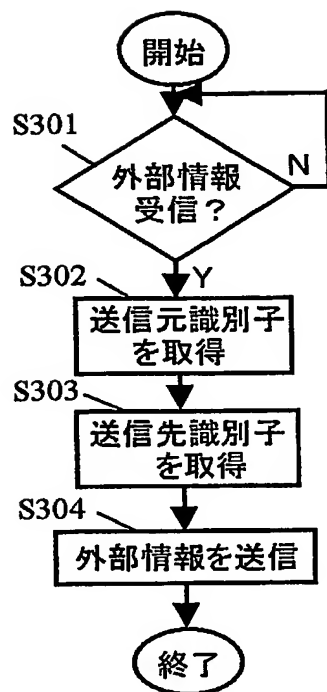 開始
S301
外部情報
受信？
N
Y
S302
送信元識別子
を取得
S303
送信先識別子
を取得
S304
外部情報を送信
終了